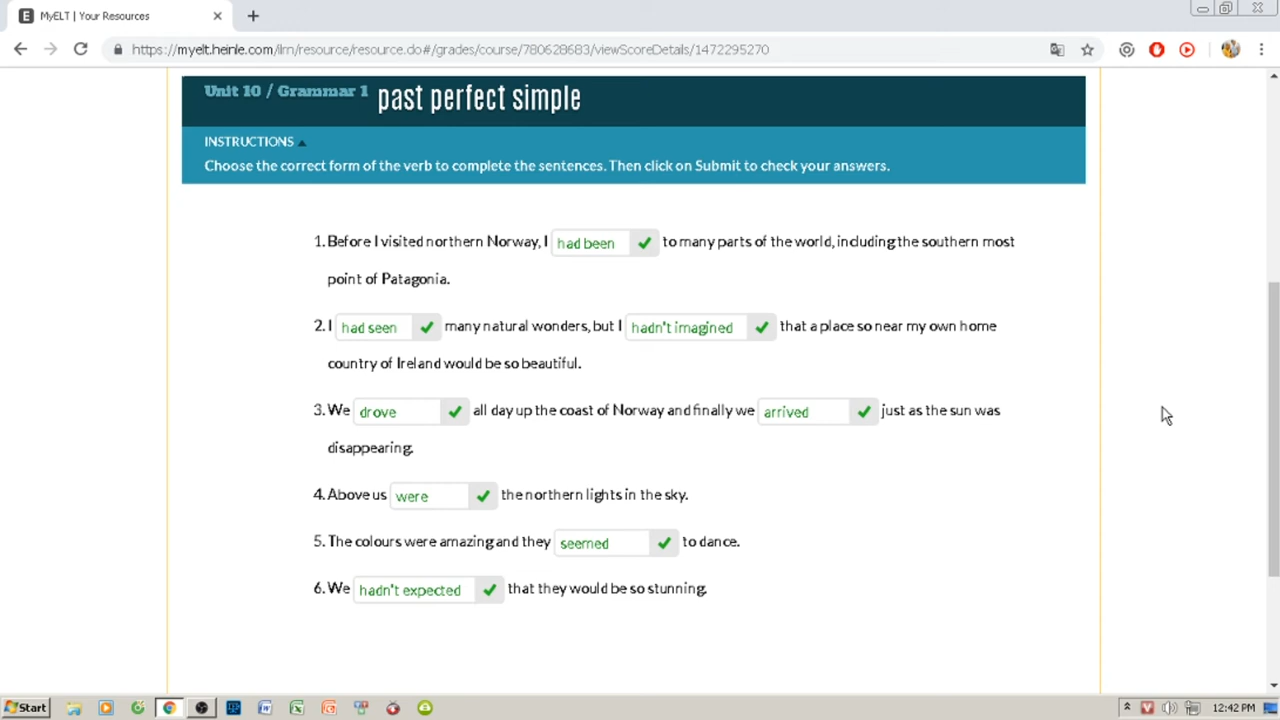 MyELT | Your Resources
https://myelt.heinle.com/ilrn/resource/resource.do#/grades/course/780628683/viewScoreDetails/1472295270
Unit 10 / Grammar 1 past perfect simple
INSTRUCTIONS
Choose the correct form of the verb to complete the sentences. Then click on Submit to check your answers.
1. Before I visited northern Norway, I had been to many parts of the world, including the southern most
point of Patagonia.
2. I had seen many natural wonders, but I hadn't imagined that a place so near my own home
country of Ireland would be so beautiful.
3. We drove all day up the coast of Norway and finally we arrived just as the sun was
disappearing.
4. Above us were the northern lights in the sky.
5. The colours were amazing and they seemed to dance.
6. We hadn't expected that they would be so stunning.
Start
12:42 PM